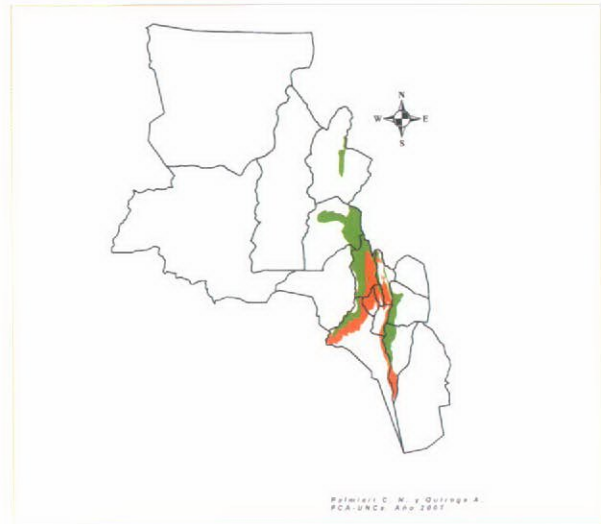 N
W E
S
Palmieri C. M. y Quiroga A.
FCA-UNCa. Año 2007